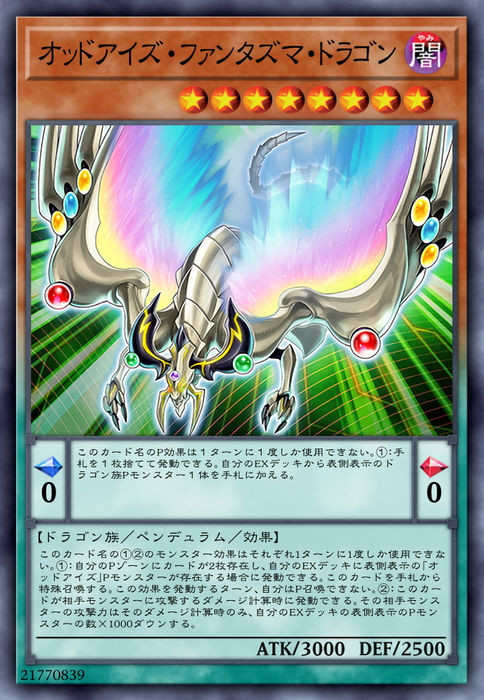 オッドアイズ・ファンタズマ・ドラゴン
やみ
闇
このカード名のP効果は1ターンに1度しか使用できない。①:手
札を1枚捨てて発動できる。自分のEXデッキから表側表示のド
ラゴン族Pモンスター1体を手札に加える。
0
0
【ドラゴン族/ペンデュラム/効果】
このカード名の①②のモンスター効果はそれぞれ1ターンに1度しか使用できな
い。①:自分のPゾーンにカードが2枚存在し、自分のEXデッキに表側表示の「オ
ッドアイズ」Pモンスターが存在する場合に発動できる。このカードを手札から
特殊召喚する。この効果を発動するターン、自分はP召喚できない。②:このカー
ドが相手モンスターに攻撃するダメージ計算時に発動できる。その相手モンス
ターの攻撃力はそのダメージ計算時のみ、自分のEXデッキの表側表示のPモン
スターの数×1000ダウンする。
ATK/3000 DEF/2500
21770839